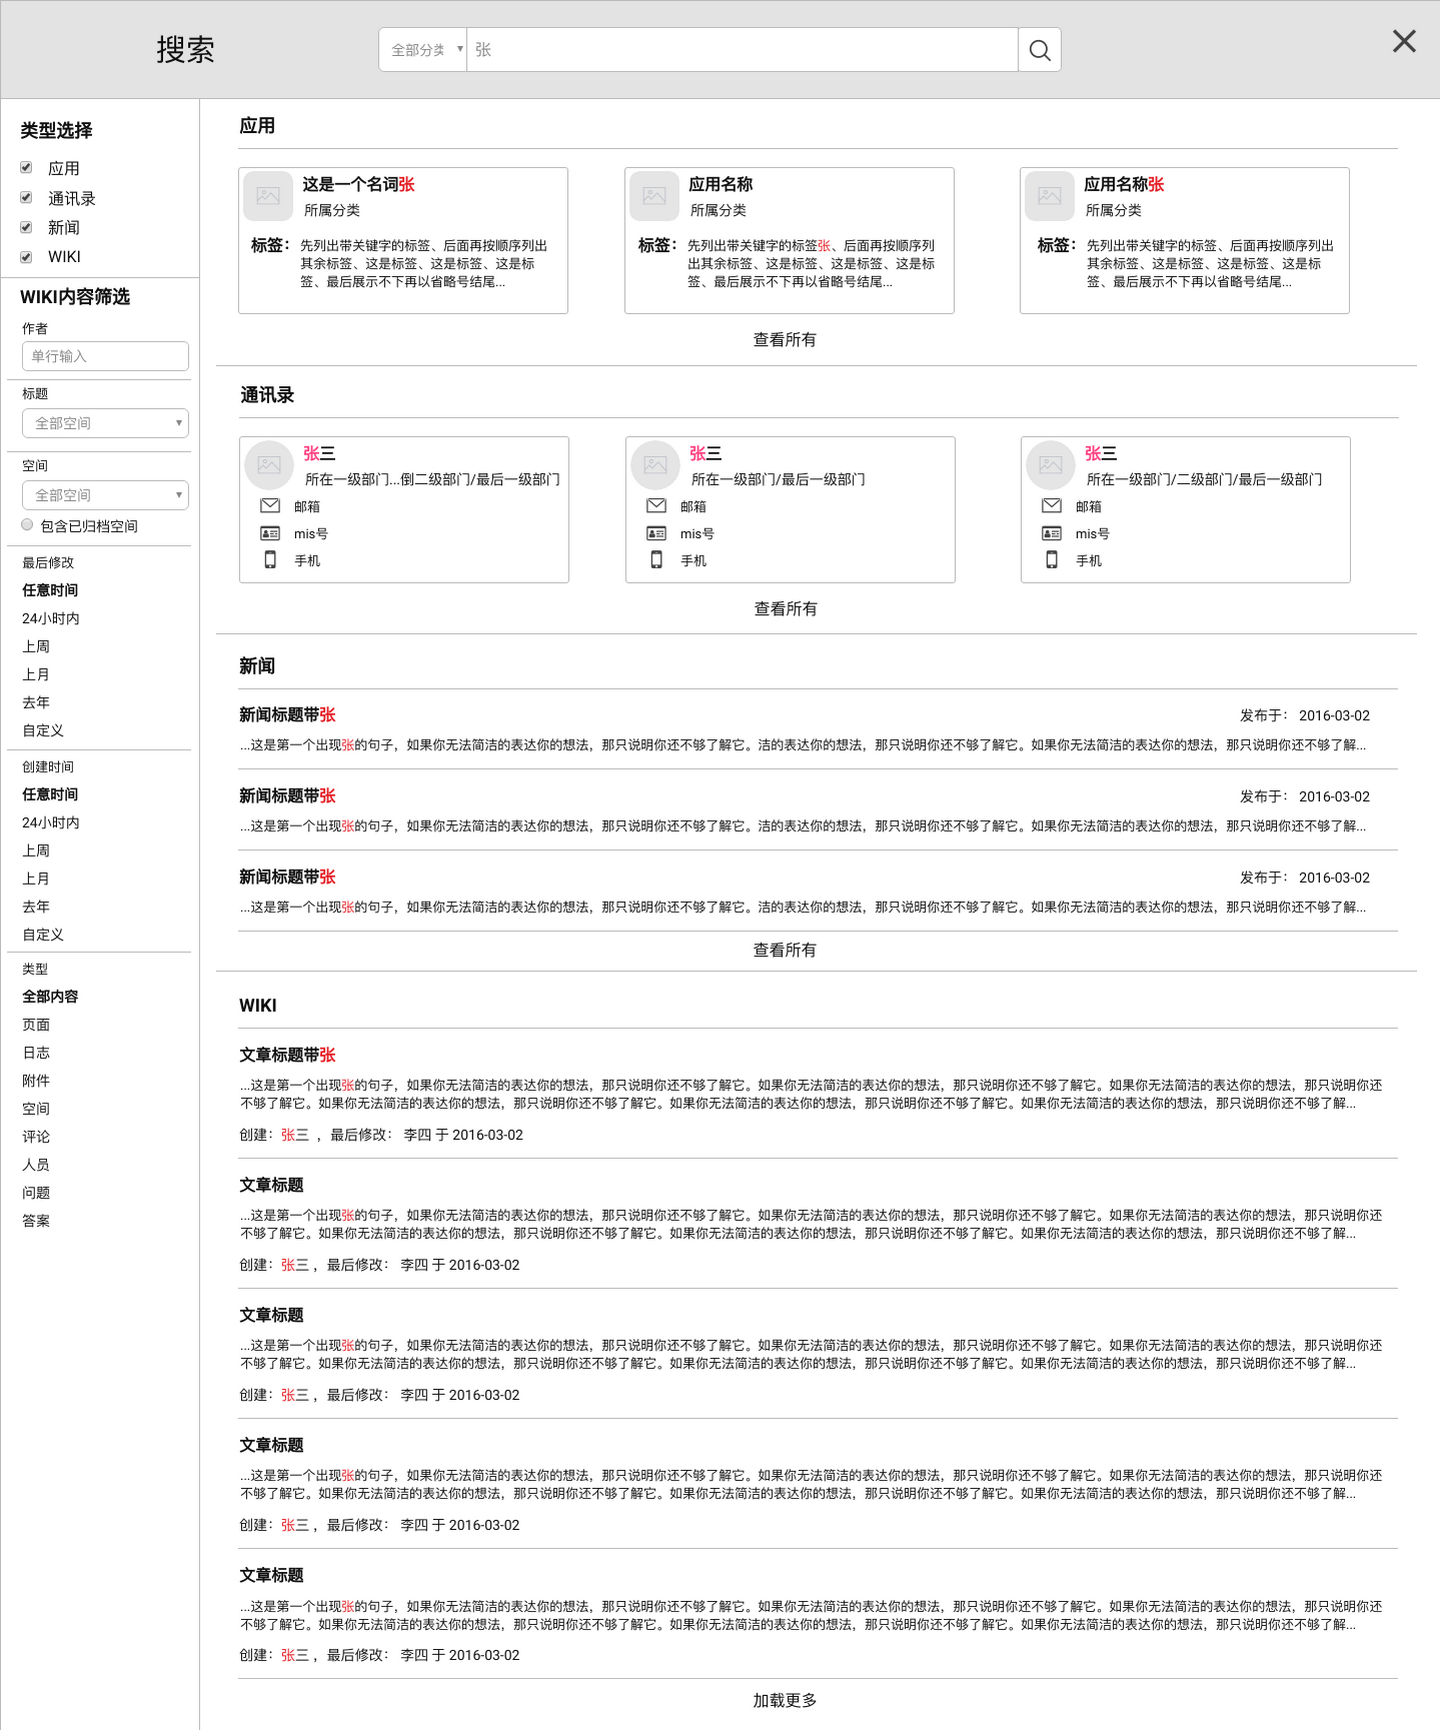 搜索
全部分类
张
类型选择
应用
通讯录
新闻
WIKI
WIKI内容筛选
作者
单行输入
标题
全部空间
空间
全部空间
包含已归档空间
最后修改
任意时间
24小时内
上周
上月
去年
自定义
创建时间
任意时间
24小时内
上周
上月
去年
自定义
类型
全部内容
页面
日志
附件
空间
评论
人员
问题
答案
应用
这是一个名词张
所属分类
标签：
先列出带关键字的标签、后面再按顺序列出
其余标签、这是标签、这是标签、这是标
签、最后展示不下再以省略号结尾...
应用名称
所属分类
标签：
先列出带关键字的标签张、后面再按顺序列
出其余标签、这是标签、这是标签、这是标
签、最后展示不下再以省略号结尾...
应用名称张
所属分类
标签：
先列出带关键字的标签、后面再按顺序列出
其余标签、这是标签、这是标签、这是标
签、最后展示不下再以省略号结尾...
查看所有
通讯录
张三
所在一级部门...倒二级部门/最后一级部门
邮箱
mis号
手机
张三
所在一级部门/最后一级部门
邮箱
mis号
手机
张三
所在一级部门/二级部门/最后一级部门
邮箱
mis号
手机
查看所有
新闻
新闻标题带张
发布于： 2016-03-02
...这是第一个出现张的句子，如果你无法简洁的表达你的想法，那只说明你还不够了解它。洁的表达你的想法，那只说明你还不够了解它。如果你无法简洁的表达你的想法，那只说明你还不够了解...
新闻标题带张
发布于： 2016-03-02
...这是第一个出现张的句子，如果你无法简洁的表达你的想法，那只说明你还不够了解它。洁的表达你的想法，那只说明你还不够了解它。如果你无法简洁的表达你的想法，那只说明你还不够了解...
新闻标题带张
发布于： 2016-03-02
...这是第一个出现张的句子，如果你无法简洁的表达你的想法，那只说明你还不够了解它。洁的表达你的想法，那只说明你还不够了解它。如果你无法简洁的表达你的想法，那只说明你还不够了解...
查看所有
WIKI
文章标题带张
...这是第一个出现张的句子，如果你无法简洁的表达你的想法，那只说明你还不够了解它。如果你无法简洁的表达你的想法，那只说明你还不够了解它。如果你无法简洁的表达你的想法，那只说明你还
不够了解它。如果你无法简洁的表达你的想法，那只说明你还不够了解它。如果你无法简洁的表达你的想法，那只说明你还不够了解它。如果你无法简洁的表达你的想法，那只说明你还不够了解...
创建：张三 ，最后修改： 李四 于 2016-03-02
文章标题
...这是第一个出现张的句子，如果你无法简洁的表达你的想法，那只说明你还不够了解它。如果你无法简洁的表达你的想法，那只说明你还不够了解它。如果你无法简洁的表达你的想法，那只说明你还
不够了解它。如果你无法简洁的表达你的想法，那只说明你还不够了解它。如果你无法简洁的表达你的想法，那只说明你还不够了解它。如果你无法简洁的表达你的想法，那只说明你还不够了解...
创建：张三，最后修改： 李四 于 2016-03-02
文章标题
...这是第一个出现张的句子，如果你无法简洁的表达你的想法，那只说明你还不够了解它。如果你无法简洁的表达你的想法，那只说明你还不够了解它。如果你无法简洁的表达你的想法，那只说明你还
不够了解它。如果你无法简洁的表达你的想法，那只说明你还不够了解它。如果你无法简洁的表达你的想法，那只说明你还不够了解它。如果你无法简洁的表达你的想法，那只说明你还不够了解...
创建：张三，最后修改： 李四 于 2016-03-02
文章标题
...这是第一个出现张的句子，如果你无法简洁的表达你的想法，那只说明你还不够了解它。如果你无法简洁的表达你的想法，那只说明你还不够了解它。如果你无法简洁的表达你的想法，那只说明你还
不够了解它。如果你无法简洁的表达你的想法，那只说明你还不够了解它。如果你无法简洁的表达你的想法，那只说明你还不够了解它。如果你无法简洁的表达你的想法，那只说明你还不够了解...
创建：张三，最后修改： 李四 于 2016-03-02
文章标题
...这是第一个出现张的句子，如果你无法简洁的表达你的想法，那只说明你还不够了解它。如果你无法简洁的表达你的想法，那只说明你还不够了解它。如果你无法简洁的表达你的想法，那只说明你还
不够了解它。如果你无法简洁的表达你的想法，那只说明你还不够了解它。如果你无法简洁的表达你的想法，那只说明你还不够了解它。如果你无法简洁的表达你的想法，那只说明你还不够了解...
创建：张三，最后修改： 李四 于 2016-03-02
加载更多